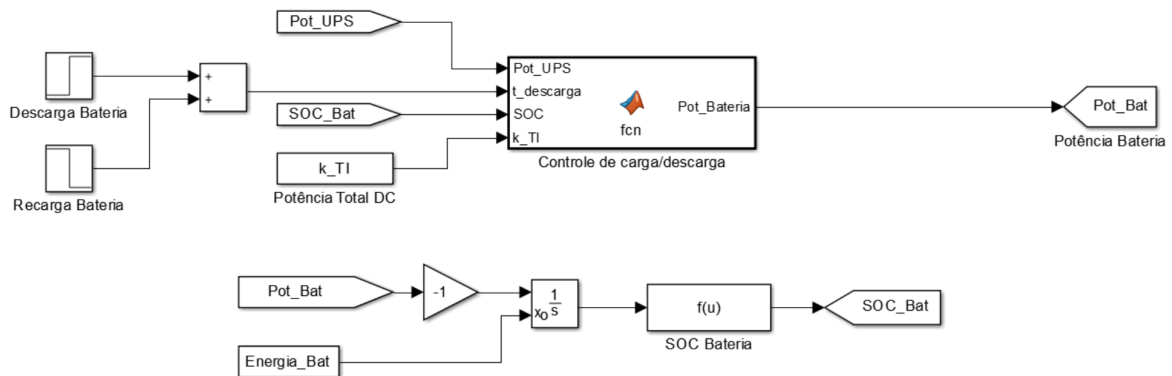 Pot_UPS
Descarga Bateria
+
+
Recarga Bateria
SOC_Bat
k_TI
Potência Total DC
Pot_UPS
t_descarga
SOC
k_TI
fcn
Pot_Bateria
Controle de carga/descarga
Pot_Bat
Potência Bateria
Pot_Bat
-1
Energia_Bat
1
x₀ s
f(u)
SOC Bateria
SOC_Bat